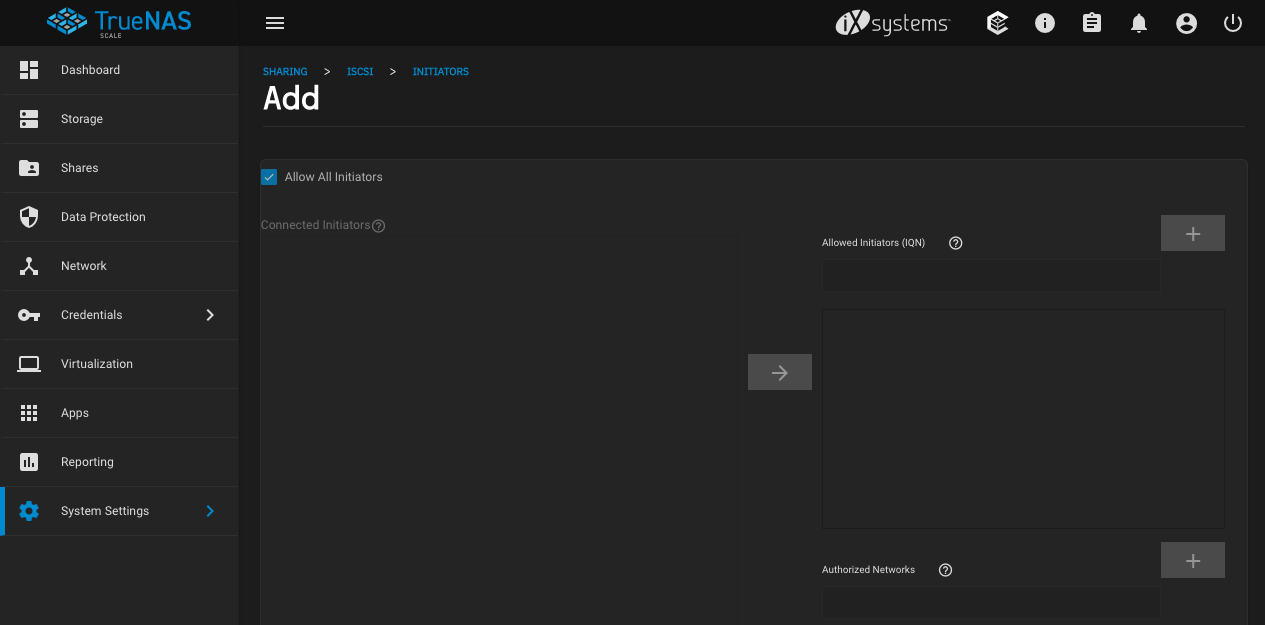 TrueNAS
SCALE
iXsystems
Dashboard
Storage
Shares
Data Protection
Network
Credentials
Virtualization
Apps
Reporting
System Settings
SHARING > ISCSI > INITIATORS
Add
Allow All Initiators
Connected Initiators ?
Allowed Initiators (IQN) ?
Authorized Networks ?